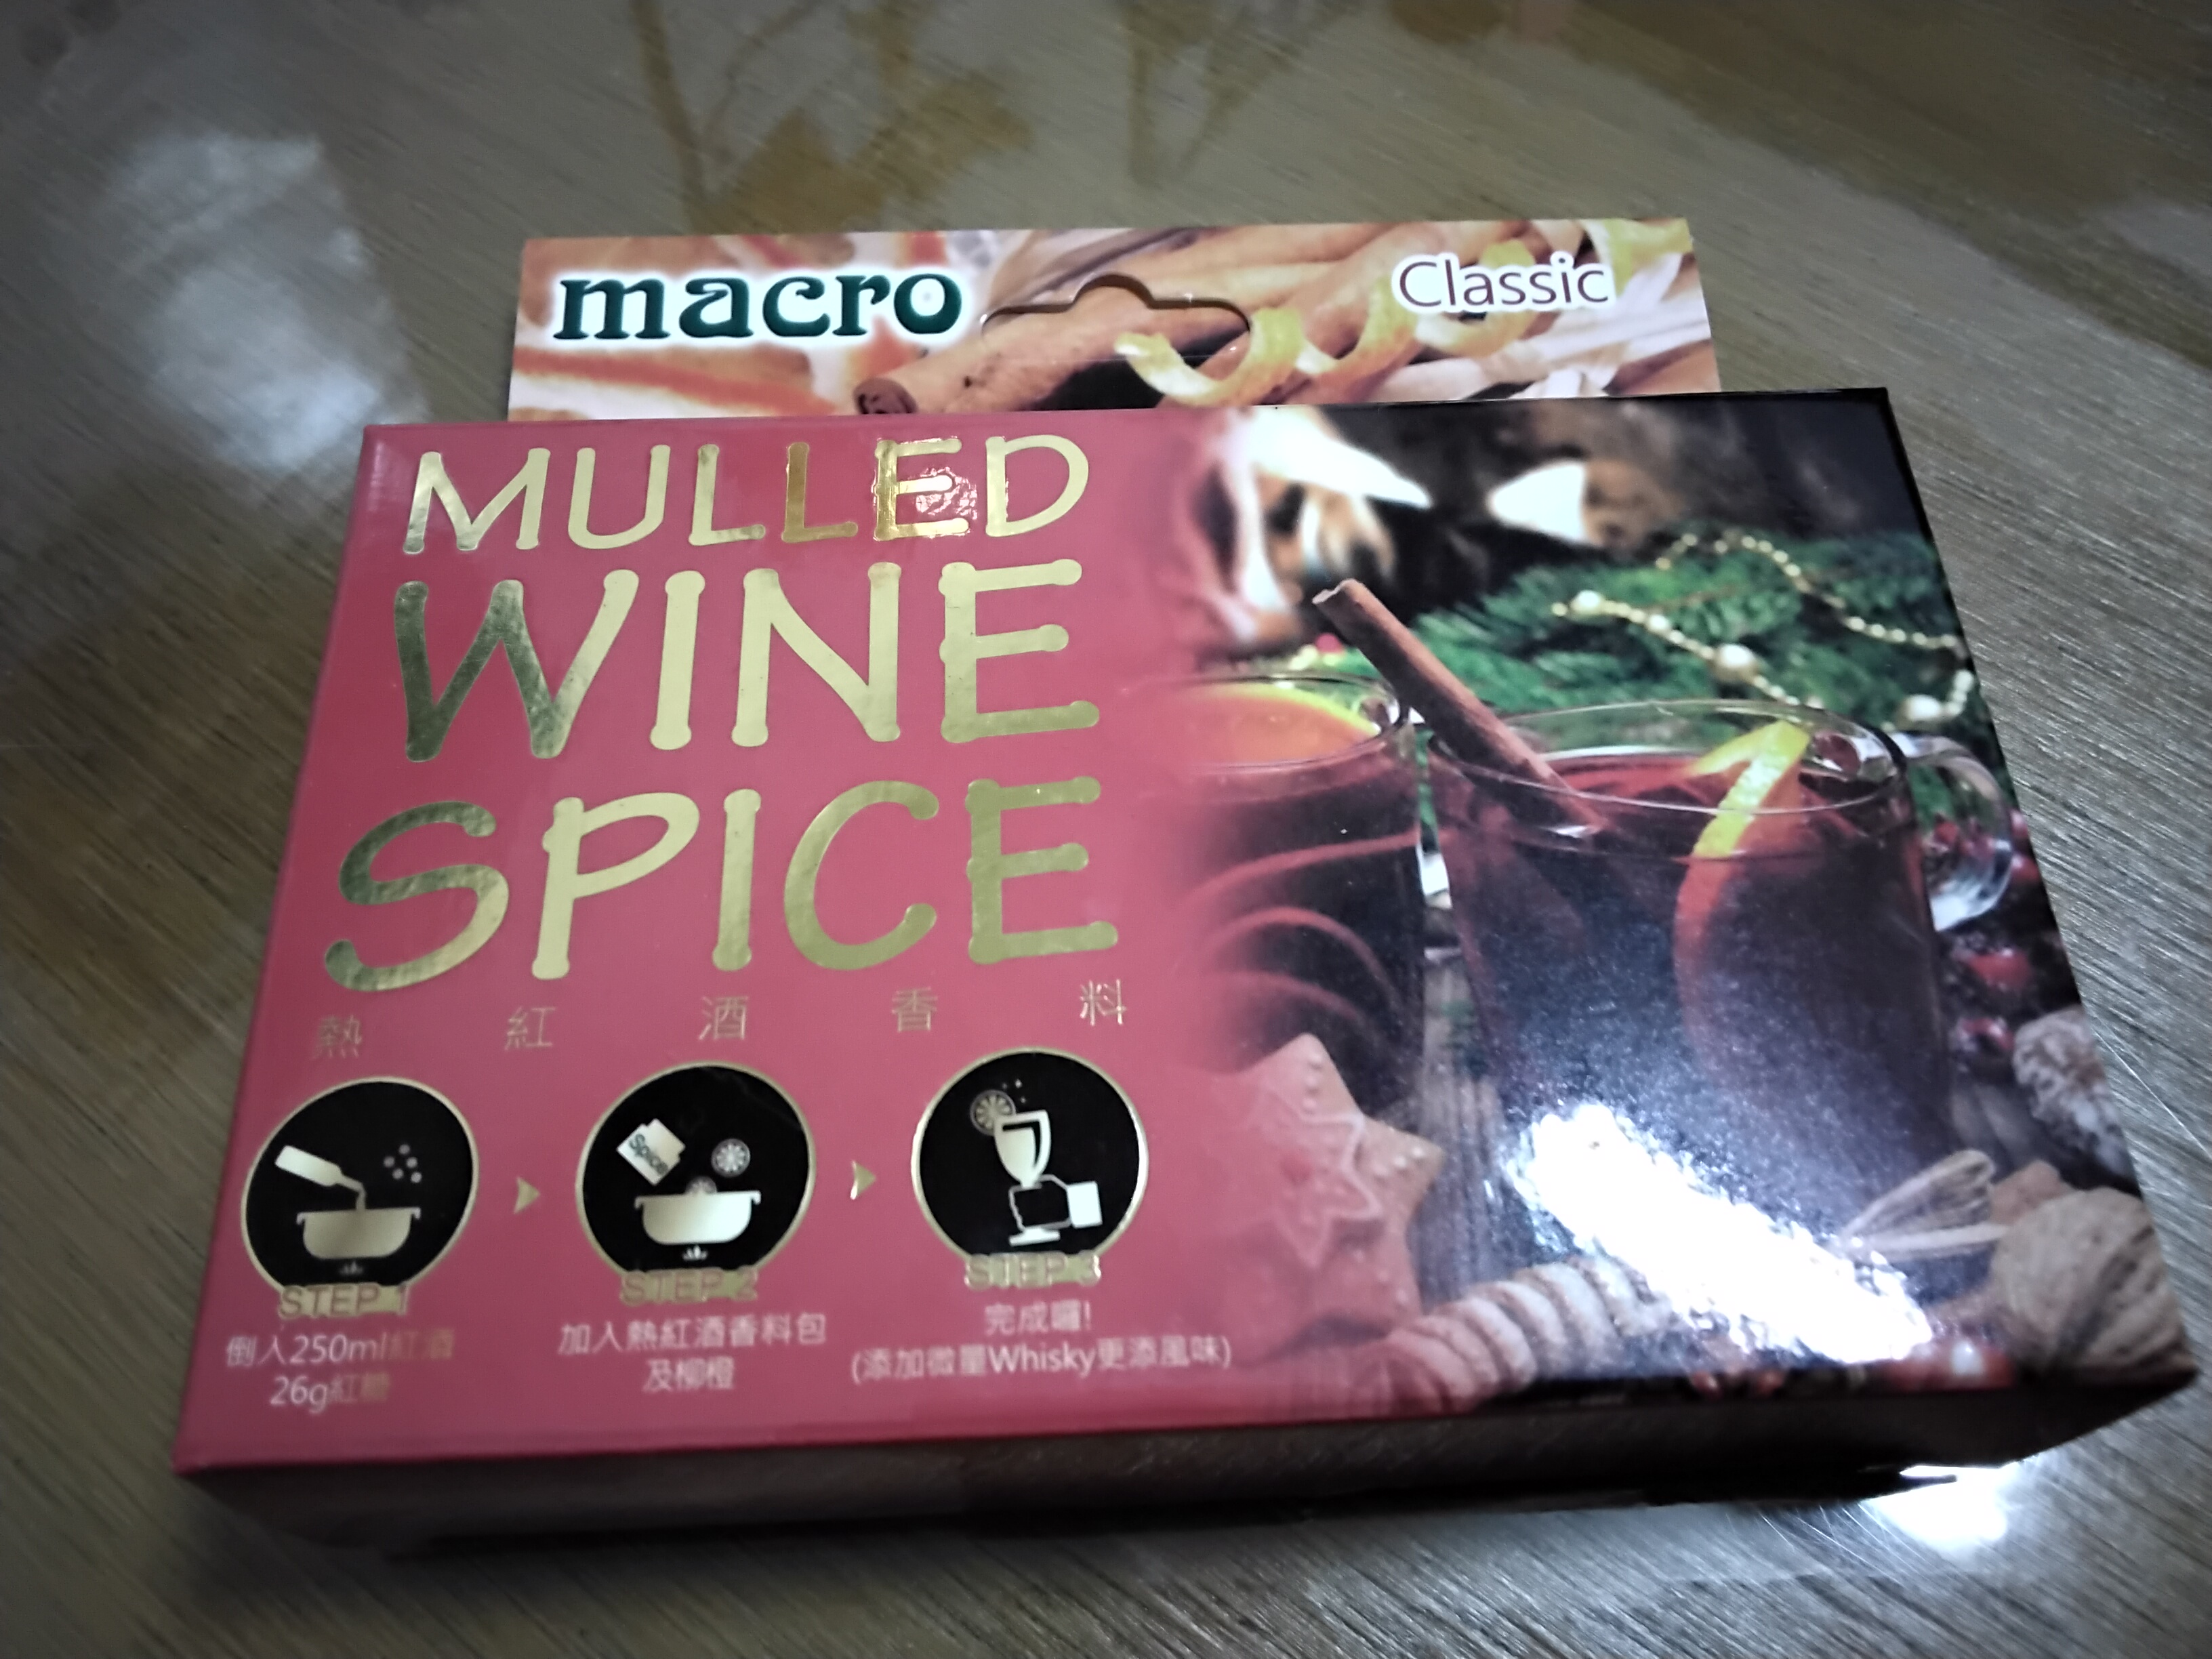 macro
Classic
MULLED
WINE
SPICE
熱紅酒香料
Spice
STEP 1
倒入250ml紅酒
26g紅糖
STEP 2
加入熱紅酒香料包
及柳橙
STEP 3
完成囉!
(添加微量Whisky更添風味)